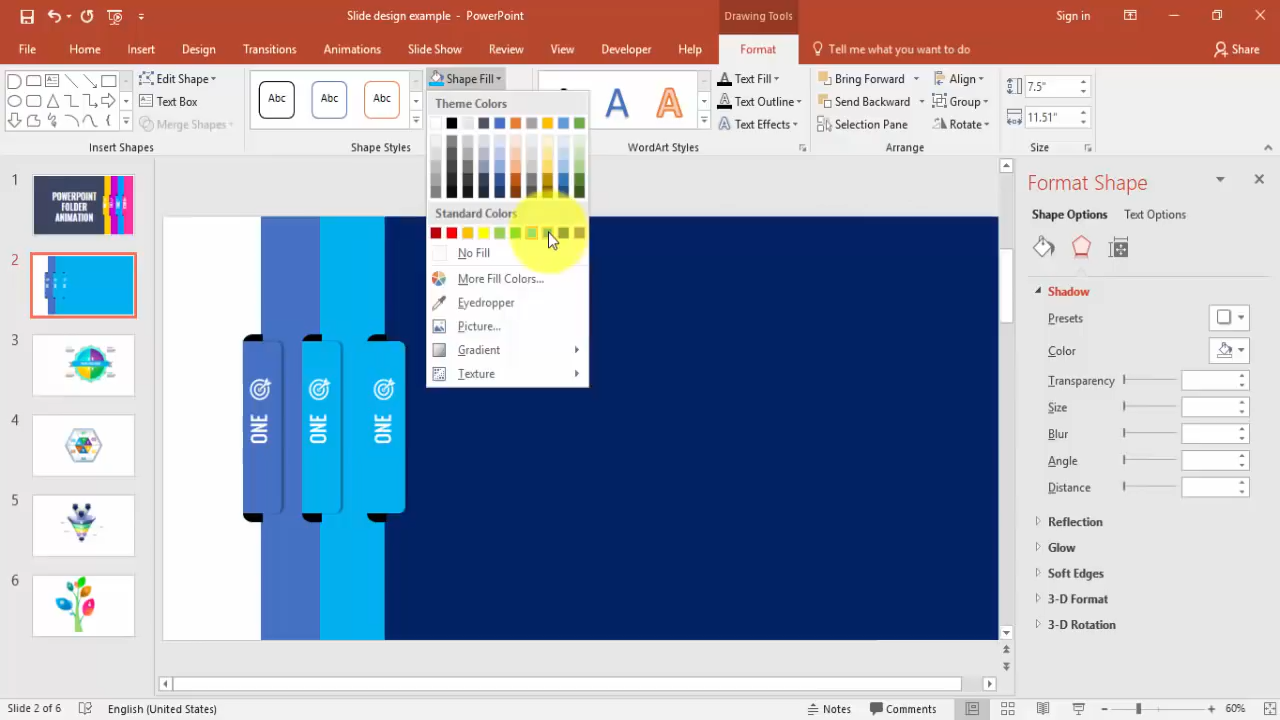 Slide design example - PowerPoint
Drawing Tools
Sign in
File
Home
Insert
Design
Transitions
Animations
Slide Show
Review
View
Developer
Help
Format
Tell me what you want to do
Share
Edit Shape
Text Box
Merge Shapes
Insert Shapes
Abc
Abc
Abc
Shape Styles
Shape Fill
A
A
Text Fill
Text Outline
Text Effects
WordArt Styles
Bring Forward
Send Backward
Selection Pane
Align
Group
Rotate
Arrange
7.5"
11.51"
Size
Theme Colors
Standard Colors
No Fill
More Fill Colors...
Eyedropper
Picture...
Gradient
Texture
1
POWERPOINT
FOLDER
ANIMATION
2
3
4
5
6
ONE
ONE
ONE
Format Shape
Shape Options
Text Options
Shadow
Presets
Color
Transparency
Size
Blur
Angle
Distance
Reflection
Glow
Soft Edges
3-D Format
3-D Rotation
Slide 2 of 6
English (United States)
Notes
Comments
60%